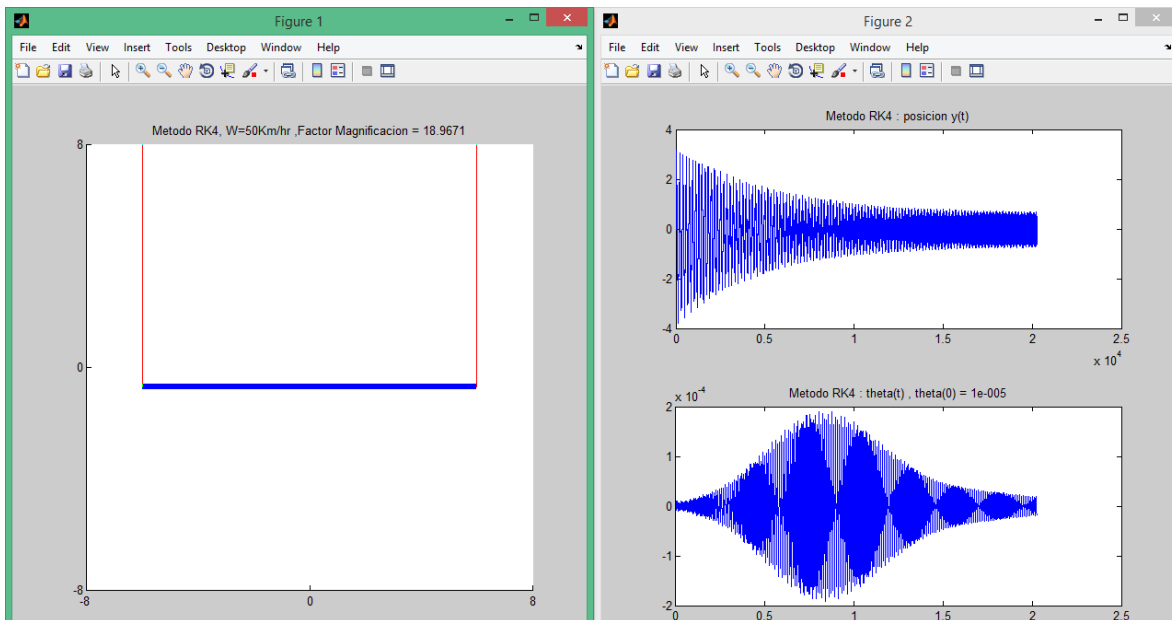 Figure 1
File Edit View Insert Tools Desktop Window Help
Metodo RK4, W=50Km/hr ,Factor Magnificacion = 18.9671
8
0
-8
-8 0 8
Figure 2
File Edit View Insert Tools Desktop Window Help
Metodo RK4 : posicion y(t)
4
2
0
-2
-4
0 0.5 1 1.5 2 2.5
x 10^4
x 10^-4
Metodo RK4 : theta(t) , theta(0) = 1e-005
2
1
0
-1
-2
0 0.5 1 1.5 2 2.5